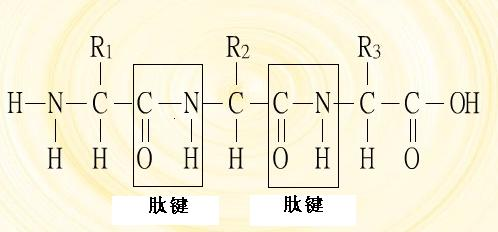 R1 R2 R3
H—N—C—C—N—C—C—N—C—C—OH
H H O H H O H H O
肽键 肽键